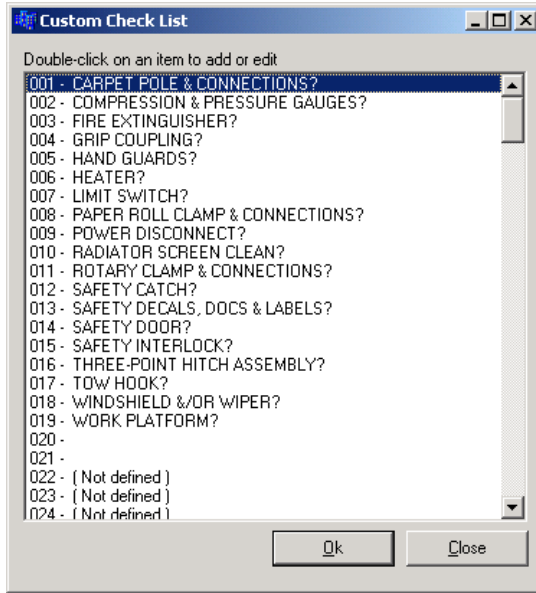 Custom Check List
Double-click on an item to add or edit
001 - CARPET POLE & CONNECTIONS?
002 - COMPRESSION & PRESSURE GAUGES?
003 - FIRE EXTINGUISHER?
004 - GRIP COUPLING?
005 - HAND GUARDS?
006 - HEATER?
007 - LIMIT SWITCH?
008 - PAPER ROLL CLAMP & CONNECTIONS?
009 - POWER DISCONNECT?
010 - RADIATOR SCREEN CLEAN?
011 - ROTARY CLAMP & CONNECTIONS?
012 - SAFETY CATCH?
013 - SAFETY DECALS, DOCS & LABELS?
014 - SAFETY DOOR?
015 - SAFETY INTERLOCK?
016 - THREE-POINT HITCH ASSEMBLY?
017 - TOW HOOK?
018 - WINDSHIELD &/OR WIPER?
019 - WORK PLATFORM?
020 -
021 -
022 - ( Not defined )
023 - ( Not defined )
024 - ( Not defined )
Ok Close